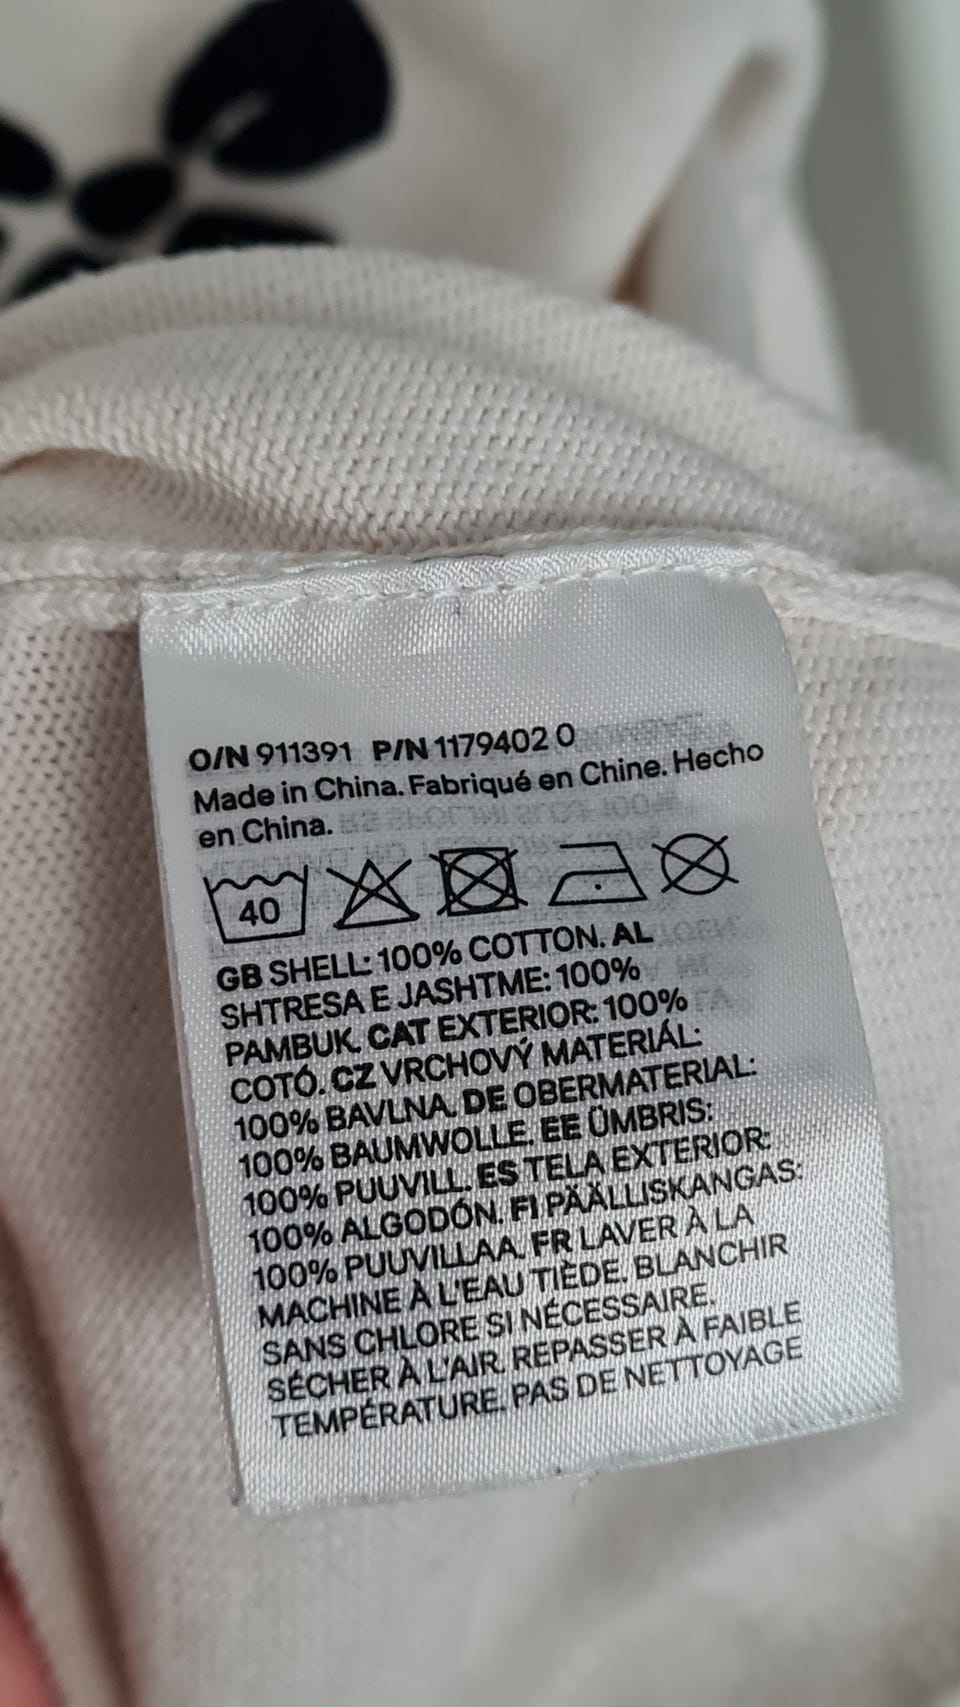 O/N 911391 P/N 1179402 0
Made in China. Fabriqué en Chine. Hecho
en China.
40
GB SHELL: 100% COTTON. AL
SHTRESA E JASHTME: 100%
PAMBUK. CAT EXTERIOR: 100%
COTÓ. CZ VRCHOVÝ MATERIÁL:
100% BAVLNA. DE OBERMATERIAL:
100% BAUMWOLLE. EE ÜMBRIS:
100% PUUVILL. ES TELA EXTERIOR:
100% ALGODÓN. FI PÄÄLLISKANGAS:
100% PUUVILLAA. FR LAVER À LA
MACHINE À L'EAU TIÈDE. BLANCHIR
SANS CHLORE SI NÉCESSAIRE.
SÉCHER À L'AIR. REPASSER À FAIBLE
TEMPÉRATURE. PAS DE NETTOYAGE